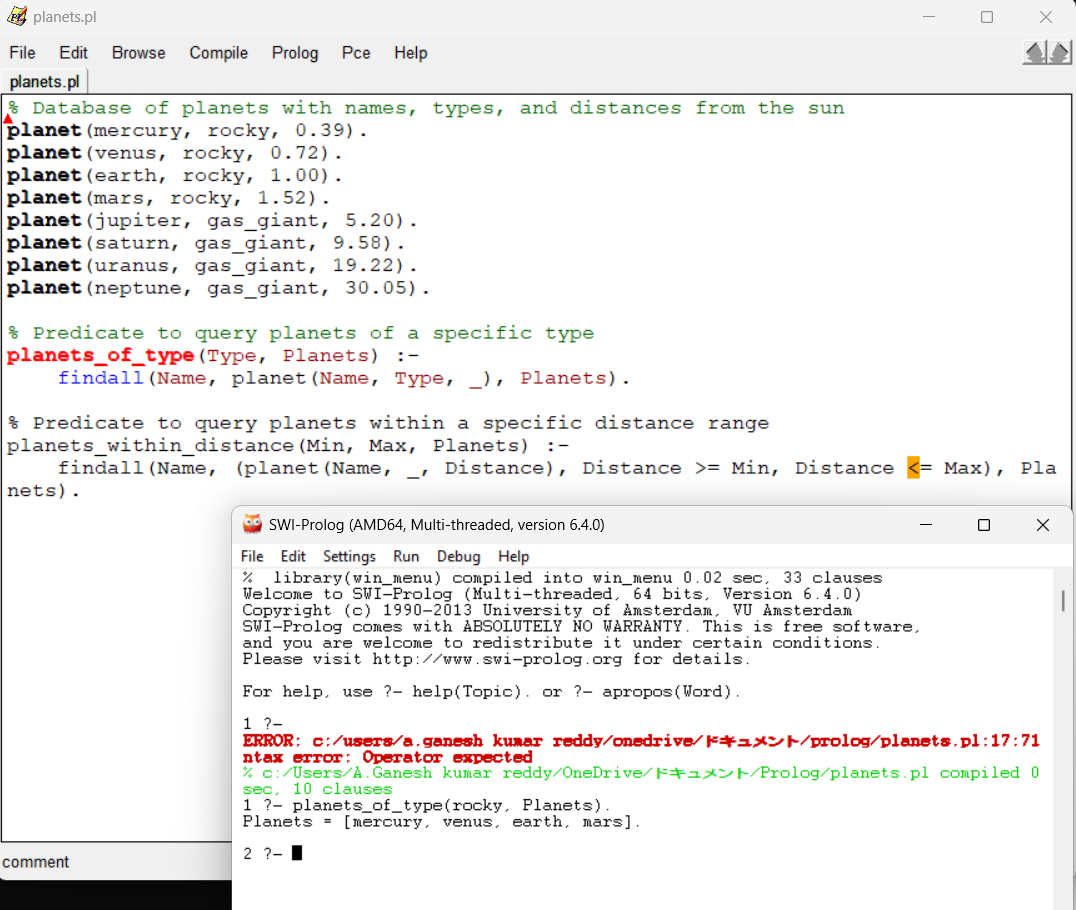 planets.pl
File Edit Browse Compile Prolog Pce Help
planets.pl
% Database of planets with names, types, and distances from the sun
planet(mercury, rocky, 0.39).
planet(venus, rocky, 0.72).
planet(earth, rocky, 1.00).
planet(mars, rocky, 1.52).
planet(jupiter, gas_giant, 5.20).
planet(saturn, gas_giant, 9.58).
planet(uranus, gas_giant, 19.22).
planet(neptune, gas_giant, 30.05).
% Predicate to query planets of a specific type
planets_of_type(Type, Planets) :-
    findall(Name, planet(Name, Type, _), Planets).
% Predicate to query planets within a specific distance range
planets_within_distance(Min, Max, Planets) :-
    findall(Name, (planet(Name, _, Distance), Distance >= Min, Distance <= Max), Pla
nets).
comment
SWI-Prolog (AMD64, Multi-threaded, version 6.4.0)
File Edit Settings Run Debug Help
%  library(win_menu) compiled into win_menu 0.02 sec, 33 clauses
Welcome to SWI-Prolog (Multi-threaded, 64 bits, Version 6.4.0)
Copyright (c) 1990-2013 University of Amsterdam, VU Amsterdam
SWI-Prolog comes with ABSOLUTELY NO WARRANTY. This is free software,
and you are welcome to redistribute it under certain conditions.
Please visit http://www.swi-prolog.org for details.
For help, use ?- help(Topic). or ?- apropos(Word).
1 ?-
ERROR: c:/users/a.ganesh kumar reddy/onedrive/ドキュメント/prolog/planets.pl:17:71
ntax error: Operator expected
% c:/Users/A.Ganesh kumar reddy/OneDrive/ドキュメント/Prolog/planets.pl compiled 0
sec, 10 clauses
1 ?- planets_of_type(rocky, Planets).
Planets = [mercury, venus, earth, mars].
2 ?-